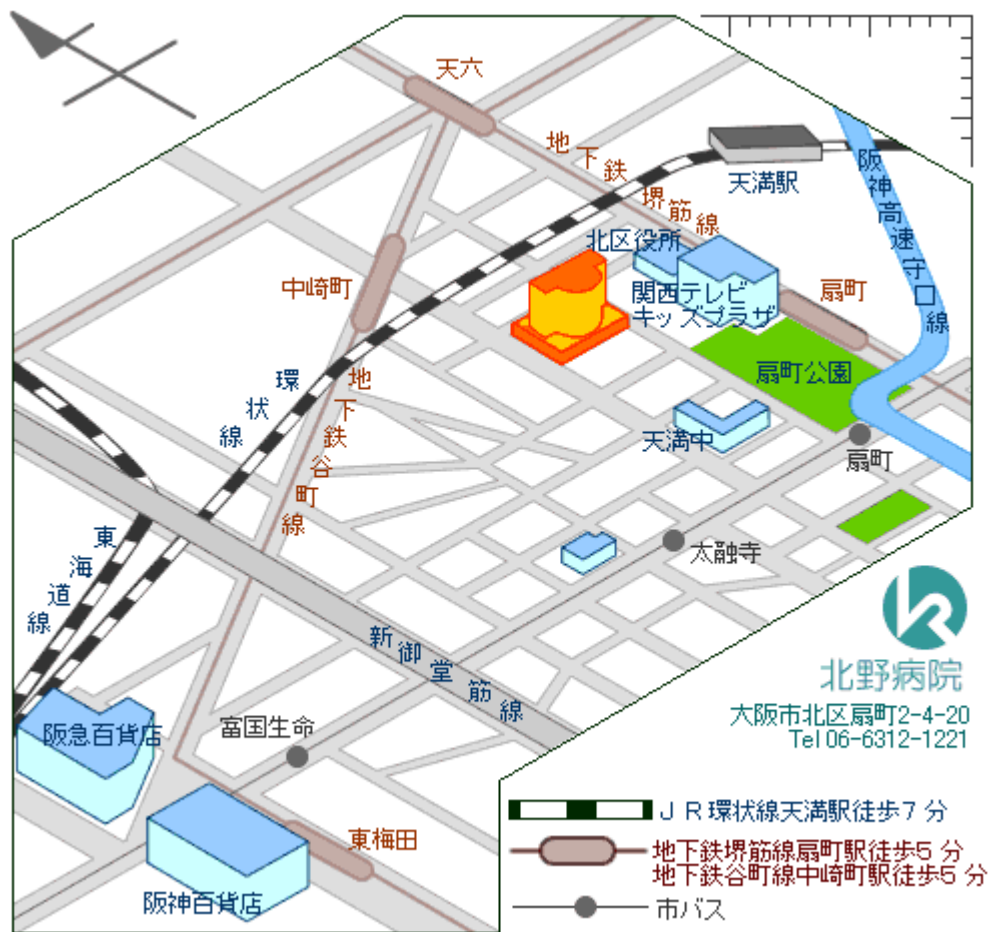 天六
地下鉄堺筋線
天満駅
阪神高速守口線
北区役所
中崎町
関西テレビ
キッズプラザ
扇町
扇町公園
環状線
地下鉄谷町線
天満中
扇町
太融寺
東海道線
新御堂筋線
北野病院
大阪市北区扇町2-4-20
Tel 06-6312-1221
阪急百貨店
富国生命
東梅田
阪神百貨店
JR環状線天満駅徒歩7分
地下鉄堺筋線扇町駅徒歩5分
地下鉄谷町線中崎町駅徒歩5分
市バス